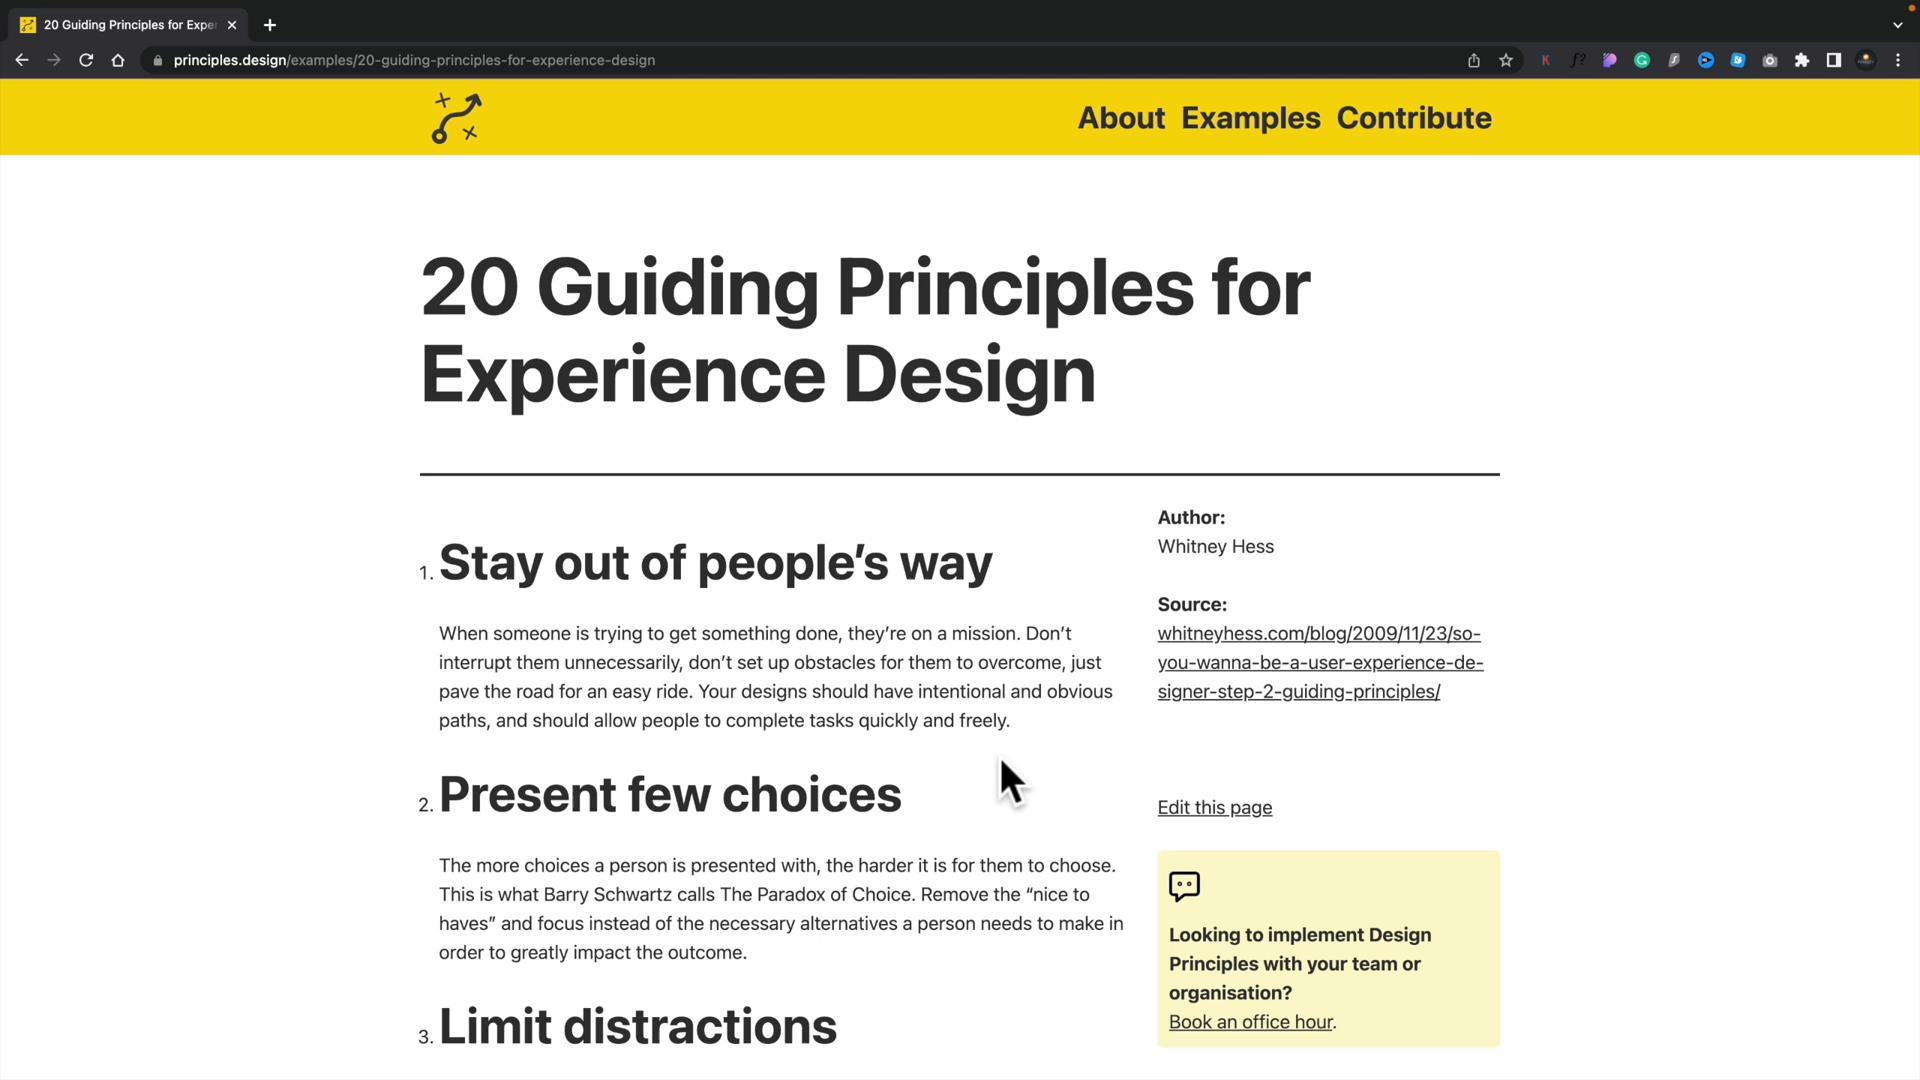 20 Guiding Principles for Exper
principles.design/examples/20-guiding-principles-for-experience-design
About Examples Contribute
20 Guiding Principles for
Experience Design
1. Stay out of people’s way
When someone is trying to get something done, they’re on a mission. Don’t
interrupt them unnecessarily, don’t set up obstacles for them to overcome, just
pave the road for an easy ride. Your designs should have intentional and obvious
paths, and should allow people to complete tasks quickly and freely.
2. Present few choices
The more choices a person is presented with, the harder it is for them to choose.
This is what Barry Schwartz calls The Paradox of Choice. Remove the “nice to
haves” and focus instead of the necessary alternatives a person needs to make in
order to greatly impact the outcome.
3. Limit distractions
Author:
Whitney Hess
Source:
whitneyhess.com/blog/2009/11/23/so-
you-wanna-be-a-user-experience-de-
signer-step-2-guiding-principles/
Edit this page
Looking to implement Design
Principles with your team or
organisation?
Book an office hour.